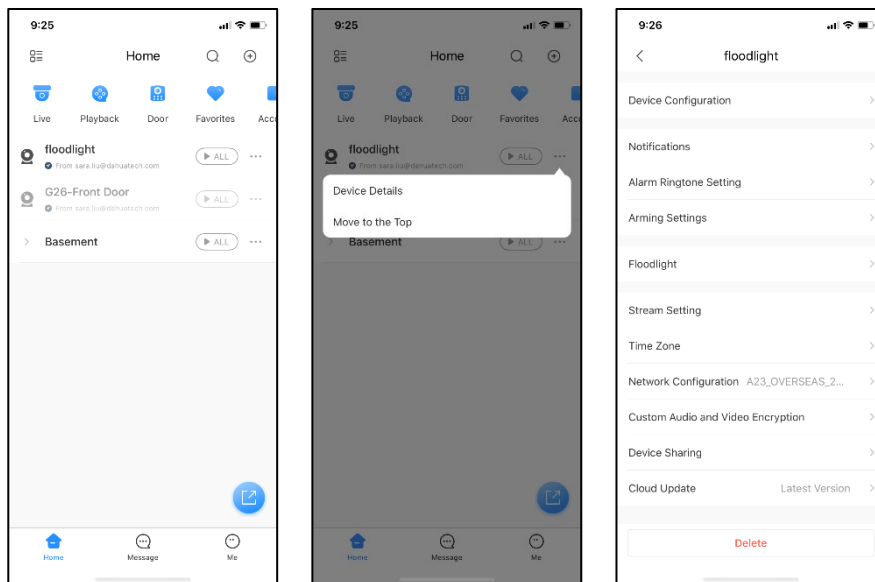 9:25
Home
Live Playback Door Favorites Acce
floodlight
From sara.liu@dahuatech.com
ALL
G26-Front Door
From sara.liu@dahuatech.com
ALL
Basement
ALL
Home Message Me
9:25
Home
Live Playback Door Favorites Acce
floodlight
From sara.liu@dahuatech.com
ALL
Device Details
Move to the Top
Basement
ALL
Home Message Me
9:26
floodlight
Device Configuration
Notifications
Alarm Ringtone Setting
Arming Settings
Floodlight
Stream Setting
Time Zone
Network Configuration A23_OVERSEAS_2...
Custom Audio and Video Encryption
Device Sharing
Cloud Update Latest Version
Delete